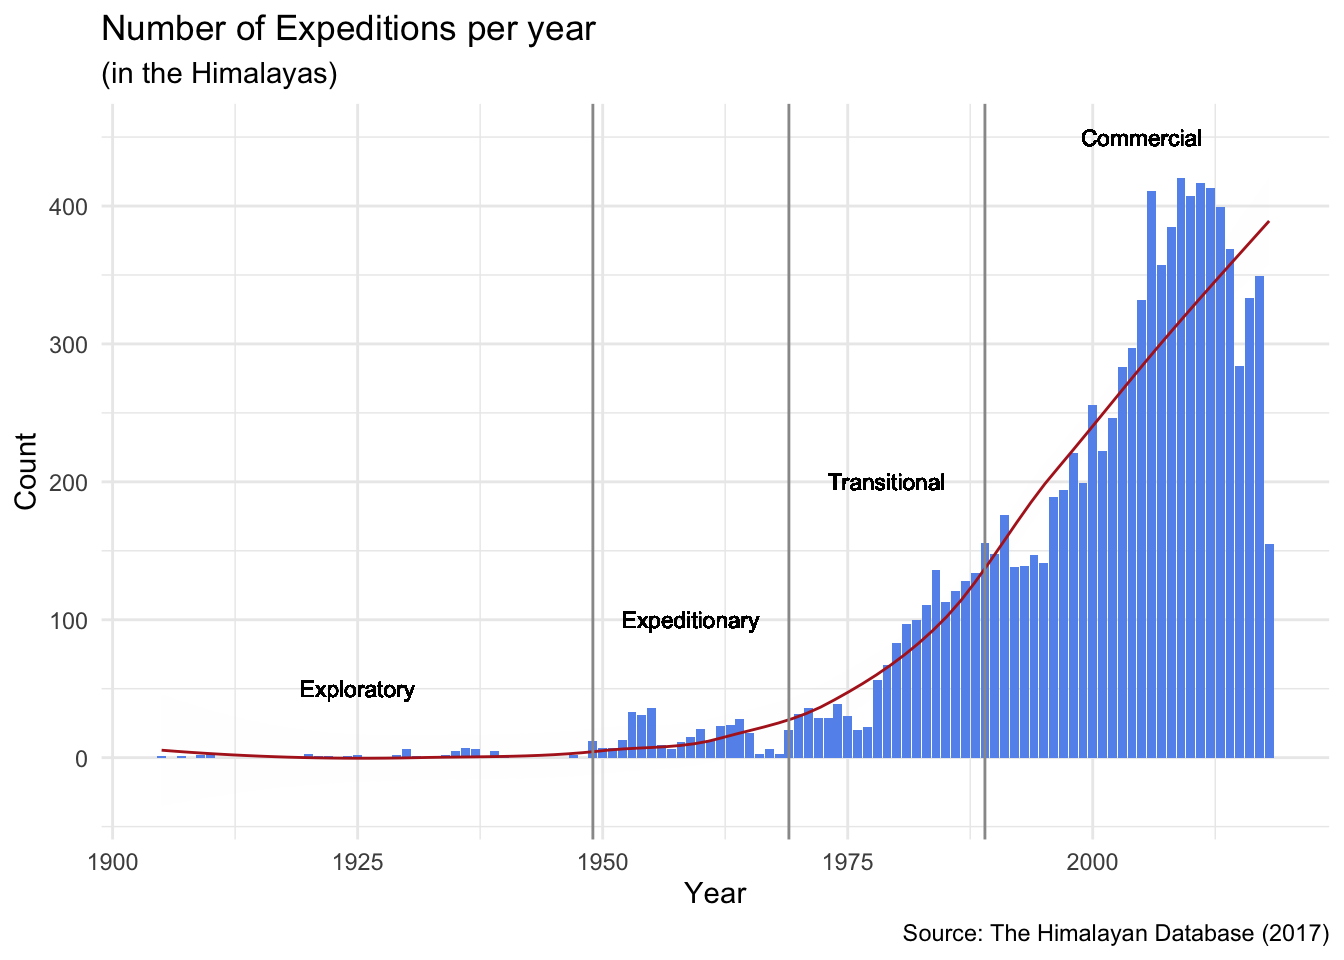 Number of Expeditions per year
(in the Himalayas)
Commercial
400
300
Count
200
Transitional
100
Expeditionary
Exploratory
0
1900 1925 1950 1975 2000
Year
Source: The Himalayan Database (2017)